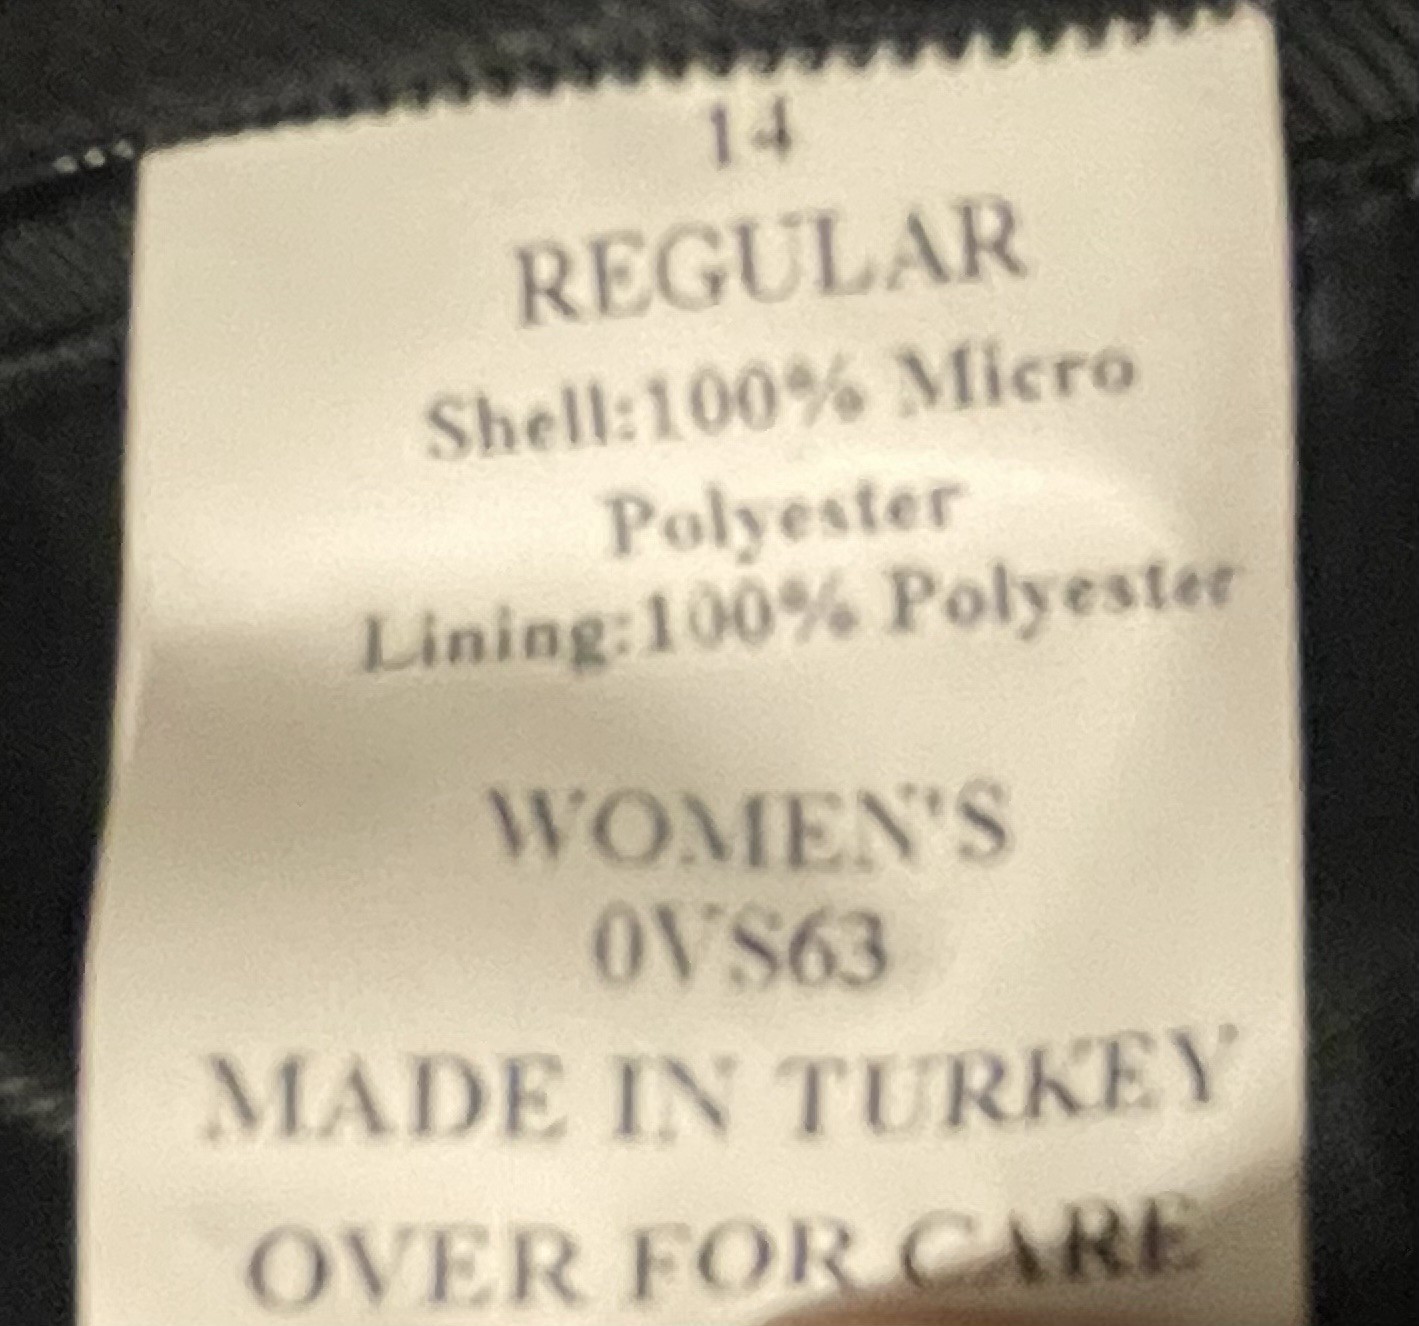 14
REGULAR
Shell:100% Micro
Polyester
Lining:100% Polyester
WOMEN'S
0VS63
MADE IN TURKEY
OVER FOR CARE